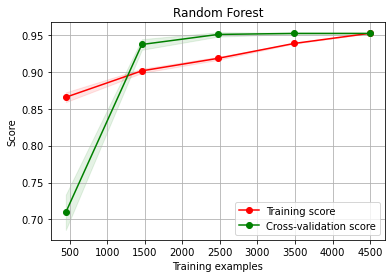 Random Forest
0.95
0.90
0.85
0.80
0.75
0.70
Score
Training score
Cross-validation score
500 1000 1500 2000 2500 3000 3500 4000 4500
Training examples